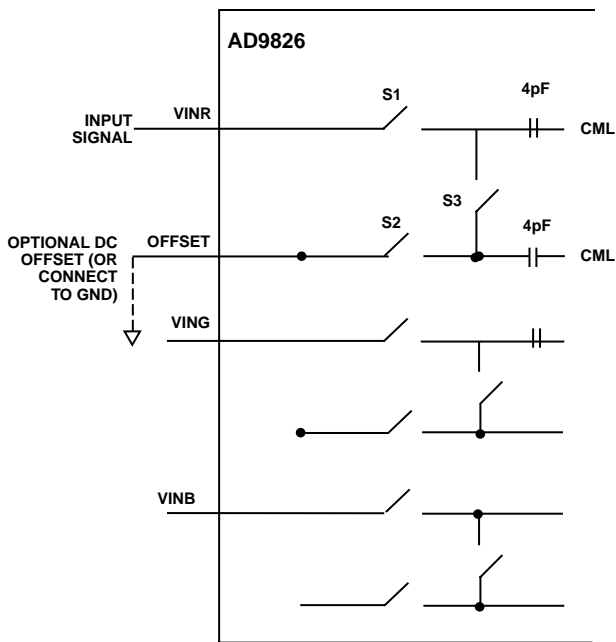 AD9826
4pF
S1
INPUT
SIGNAL
VINR
CML
S3
S2
4pF
OPTIONAL DC
OFFSET (OR
CONNECT
TO GND)
OFFSET
CML
VING
VINB